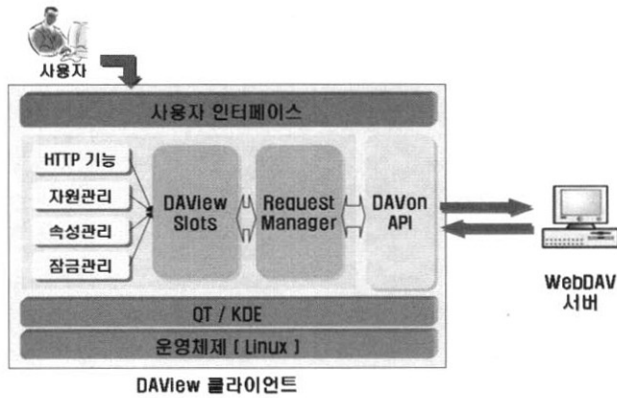 사용자
사용자 인터페이스
HTTP 기능
자원관리
속성관리
잠금관리
DAView
Slots
Request
Manager
DAVon
API
WebDAV
서버
QT / KDE
운영체제 ( Linux )
DAView 클라이언트